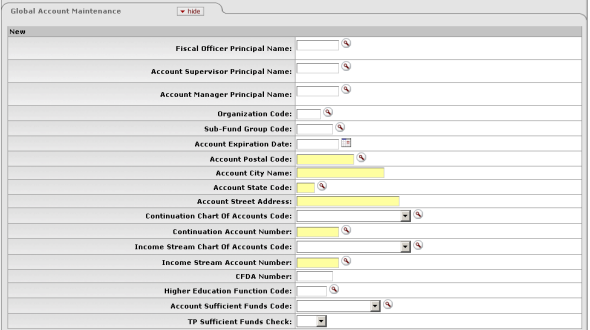 Global Account Maintenance
hide
New
Fiscal Officer Principal Name:
Account Supervisor Principal Name:
Account Manager Principal Name:
Organization Code:
Sub-Fund Group Code:
Account Expiration Date:
Account Postal Code:
Account City Name:
Account State Code:
Account Street Address:
Continuation Chart Of Accounts Code:
Continuation Account Number:
Income Stream Chart Of Accounts Code:
Income Stream Account Number:
CFDA Number:
Higher Education Function Code:
Account Sufficient Funds Code:
TP Sufficient Funds Check: